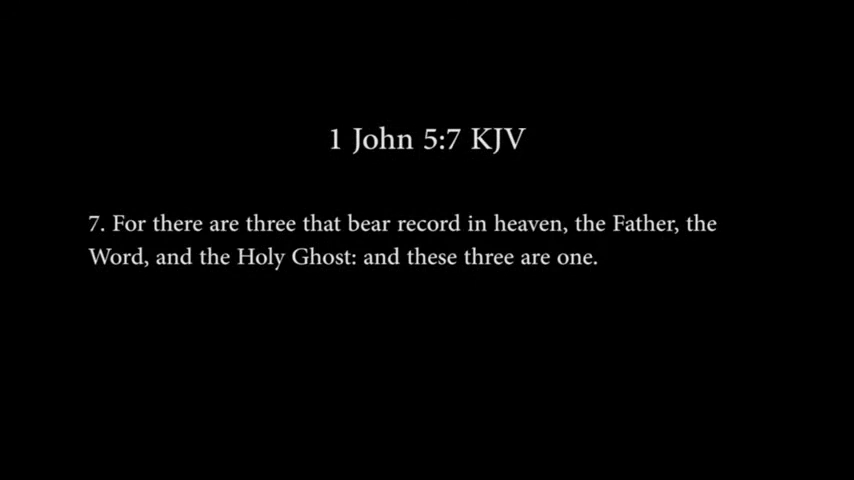 1 John 5:7 KJV
7. For there are three that bear record in heaven, the Father, the
Word, and the Holy Ghost: and these three are one.